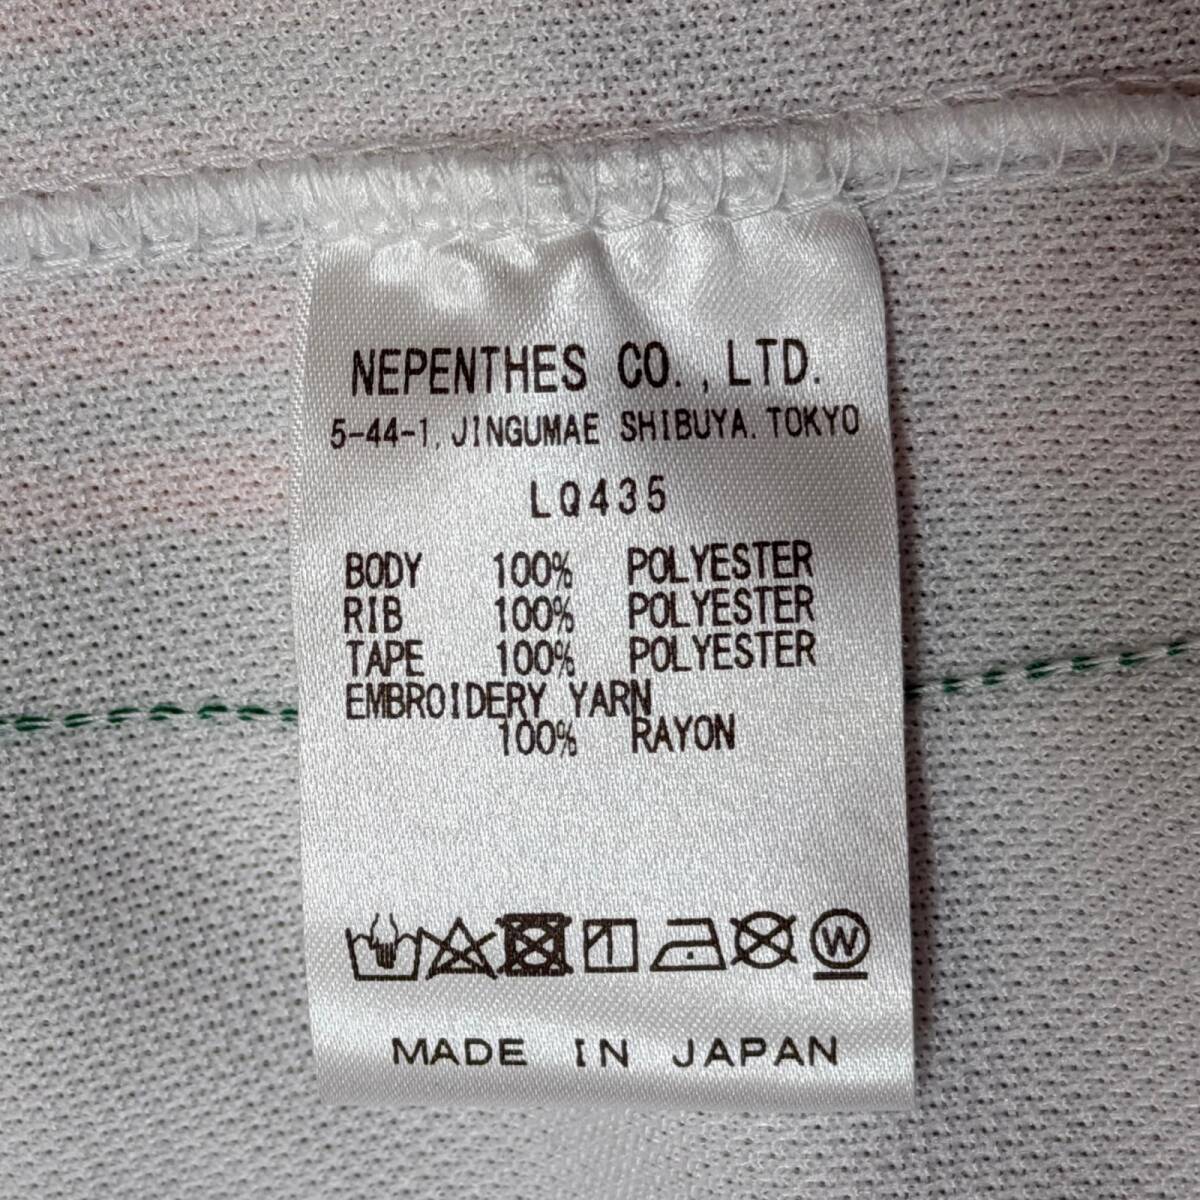 NEPENTHES CO.,LTD.
5-44-1, JINGUMAE SHIBUYA. TOKYO
LQ435
BODY 100% POLYESTER
RIB 100% POLYESTER
TAPE 100% POLYESTER
EMBROIDERY YARN
100% RAYON
W
MADE IN JAPAN